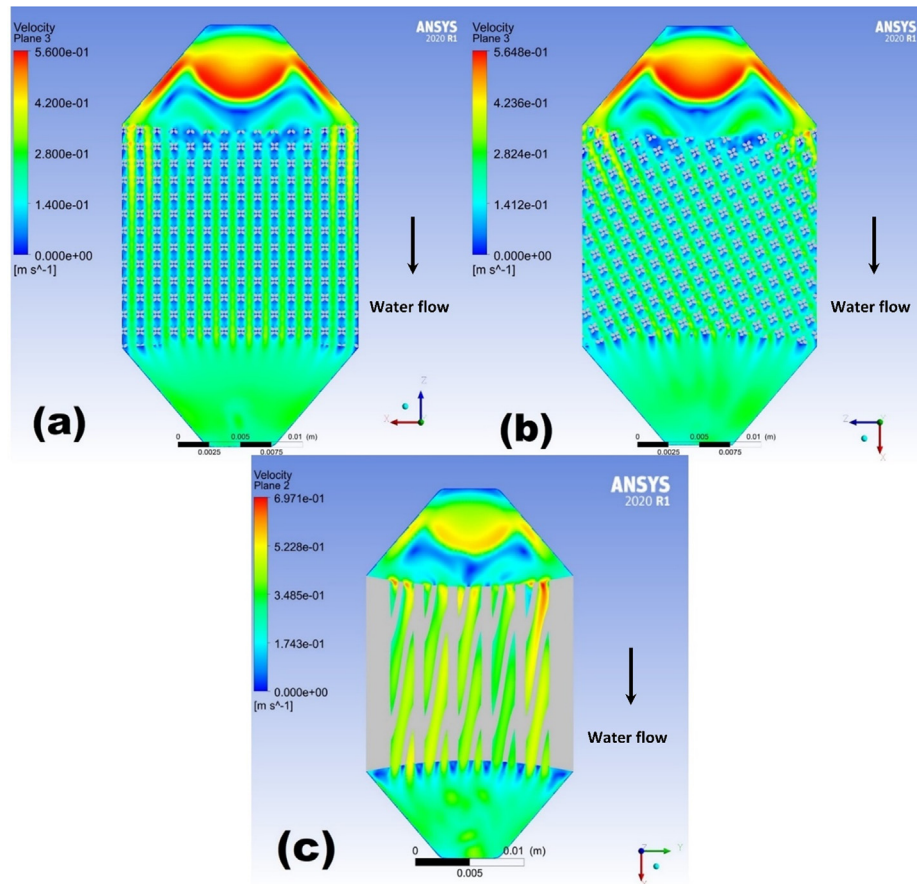 Velocity
Plane 3
5.600e-01
4.200e-01
2.800e-01
1.400e-01
0.000e+00
[m s^-1]
ANSYS
2020 R1
Water flow
(a)
Z
X
0
0.005
0.01
(m)
0.0025
0.0075
Velocity
Plane 3
5.648e-01
4.236e-01
2.824e-01
1.412e-01
0.000e+00
[m s^-1]
ANSYS
2020 R1
Water flow
(b)
Z
Y
X
0
0.005
0.01
(m)
0.0025
0.0075
Velocity
Plane 2
6.971e-01
5.228e-01
3.485e-01
1.743e-01
0.000e+00
[m s^-1]
ANSYS
2020 R1
Water flow
(c)
0
0.01
(m)
0.005
Z
Y